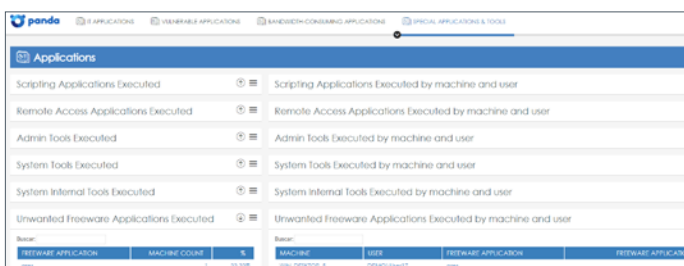 panda IT APPLICATIONS VULNERABLE APPLICATIONS BANDWIDTH-CONSUMING APPLICATIONS SPECIAL APPLICATIONS & TOOLS
Applications
Scripting Applications Executed Scripting Applications Executed by machine and user
Remote Access Applications Executed Remote Access Applications Executed by machine and user
Admin Tools Executed Admin Tools Executed by machine and user
System Tools Executed System Tools Executed by machine and user
System Internal Tools Executed System Internal Tools Executed by machine and user
Unwanted Freeware Applications Executed Unwanted Freeware Applications Executed by machine and user
Buscar: Buscar:
FREEWARE APPLICATION MACHINE COUNT % MACHINE USER FREEWARE APPLICATION FREEWARE APPLICATIO